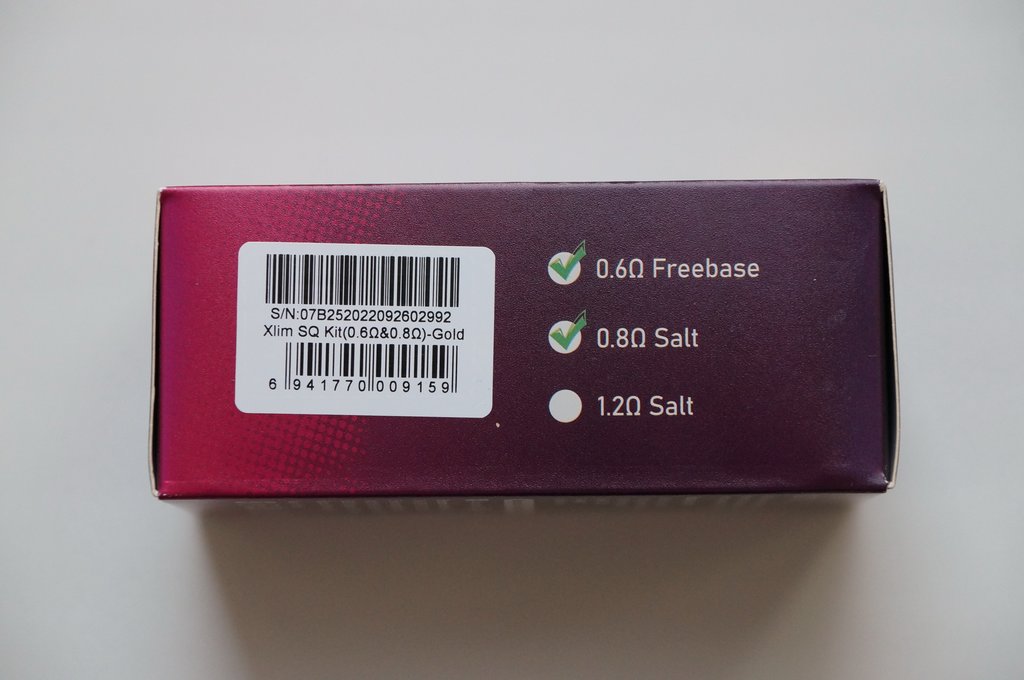 S/N:07B252022092602992
Xlim SQ Kit(0.6Ω&0.8Ω)-Gold
6 941770 009159
0.6Ω Freebase
0.8Ω Salt
1.2Ω Salt